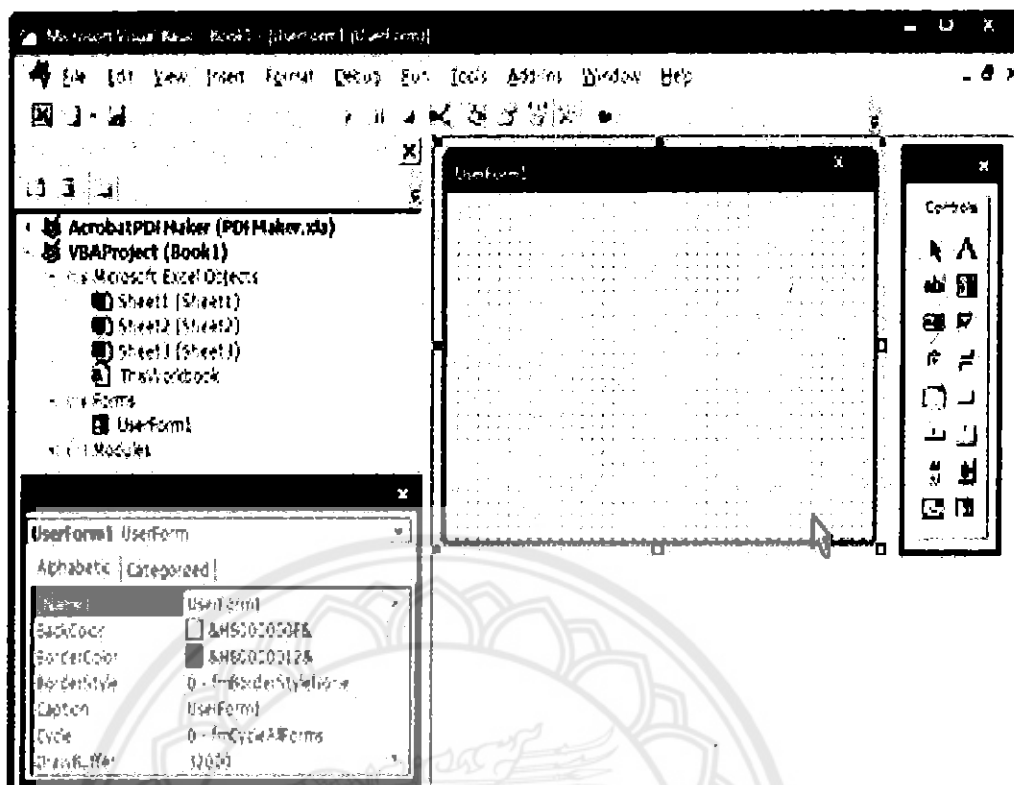 Microsoft Visual Basic - Book1 - [UserForm1 (UserForm)]
File Edit View Insert Format Debug Run Tools Add-Ins Window Help
AcrobatPDFMaker (PDFMaker.xla)
VBAProject (Book1)
Microsoft Excel Objects
Sheet1 (Sheet1)
Sheet2 (Sheet2)
Sheet3 (Sheet3)
ThisWorkbook
Forms
UserForm1
Modules
UserForm1 UserForm
Alphabetic Categorized
(Name) UserForm1
BackColor &H8000000F&
BorderColor &H80000012&
BorderStyle 0 - fmBorderStyleNone
Caption UserForm1
Cycle 0 - fmCycleAllForms
DrawBuffer 32000
UserForm1
Controls
A
abl